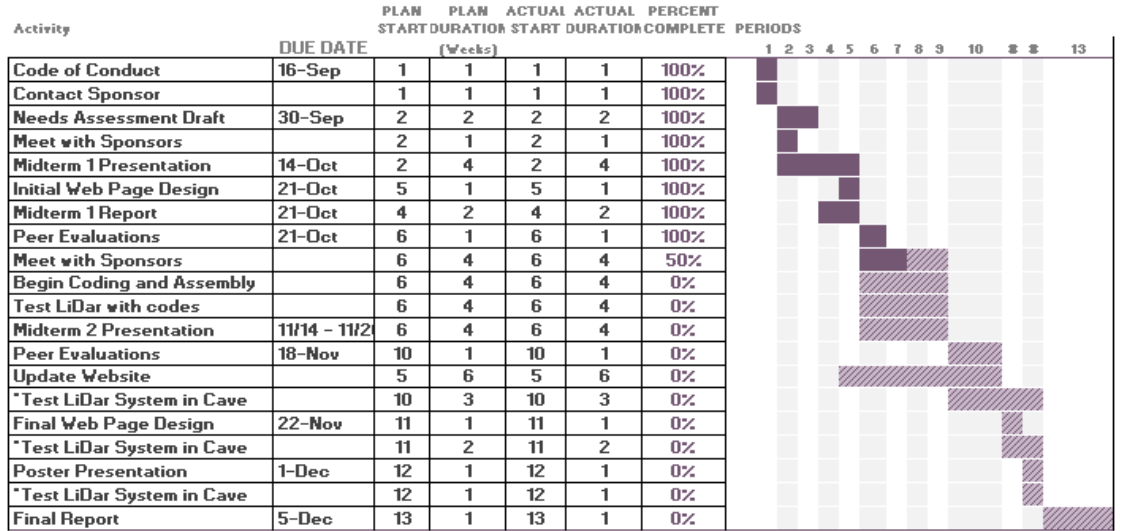 PLAN PLAN ACTUAL ACTUAL PERCENT
Activity START DURATION START DURATION COMPLETE PERIODS
DUE DATE (Weeks) 1 2 3 4 5 6 7 8 9 10 # # 13
Code of Conduct 16-Sep 1 1 1 1 100%
Contact Sponsor 1 1 1 1 100%
Needs Assessment Draft 30-Sep 2 2 2 2 100%
Meet with Sponsors 2 1 2 1 100%
Midterm 1 Presentation 14-Oct 2 4 2 4 100%
Initial Web Page Design 21-Oct 5 1 5 1 100%
Midterm 1 Report 21-Oct 4 2 4 2 100%
Peer Evaluations 21-Oct 6 1 6 1 100%
Meet with Sponsors 6 4 6 4 50%
Begin Coding and Assembly 6 4 6 4 0%
Test LiDar with codes 6 4 6 4 0%
Midterm 2 Presentation 11/14 - 11/2 6 4 6 4 0%
Peer Evaluations 18-Nov 10 1 10 1 0%
Update Website 5 6 5 6 0%
*Test LiDar System in Cave 10 3 10 3 0%
Final Web Page Design 22-Nov 11 1 11 1 0%
*Test LiDar System in Cave 11 2 11 2 0%
Poster Presentation 1-Dec 12 1 12 1 0%
*Test LiDar System in Cave 12 1 12 1 0%
Final Report 5-Dec 13 1 13 1 0%